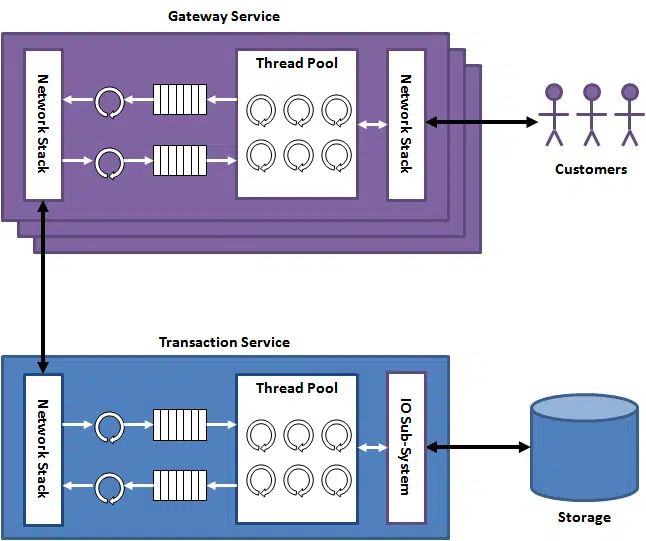 Gateway Service
Network Stack
Thread Pool
Network Stack
Customers
Transaction Service
Network Stack
Thread Pool
IO Sub-System
Storage